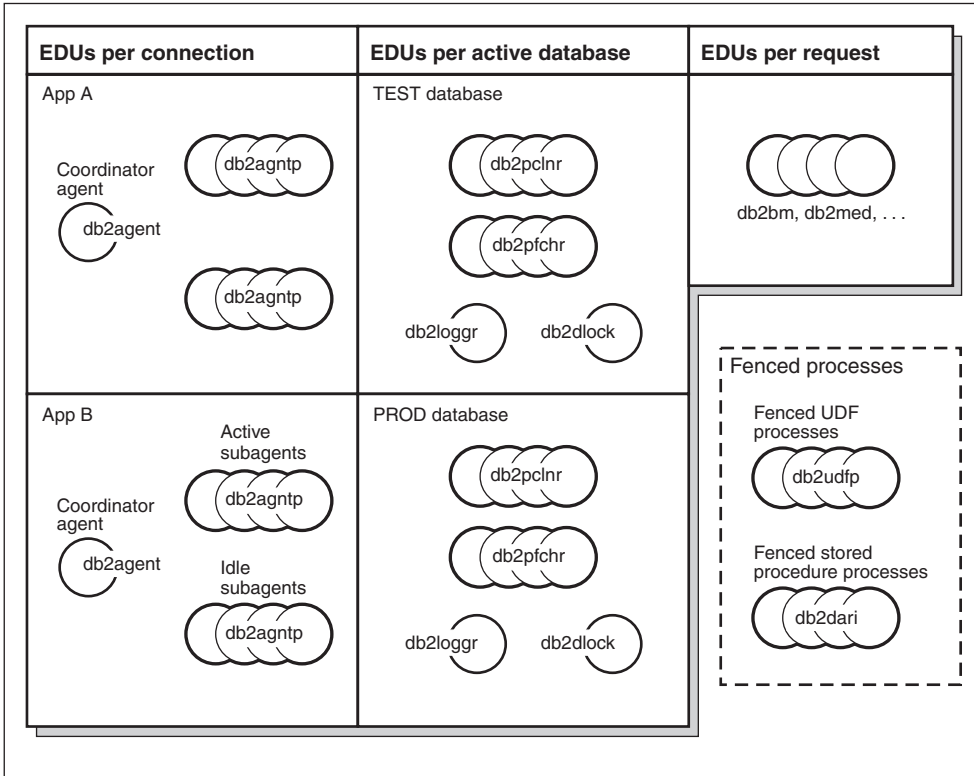 EDUs per connection
EDUs per active database
EDUs per request
App A
Coordinator
agent
db2agent
db2agntp
db2agntp
TEST database
db2pclnr
db2pfchr
db2loggr
db2dlock
db2bm, db2med, . . .
App B
Coordinator
agent
db2agent
Active
subagents
db2agntp
Idle
subagents
db2agntp
PROD database
db2pclnr
db2pfchr
db2loggr
db2dlock
Fenced processes
Fenced UDF
processes
db2udfp
Fenced stored
procedure processes
db2dari